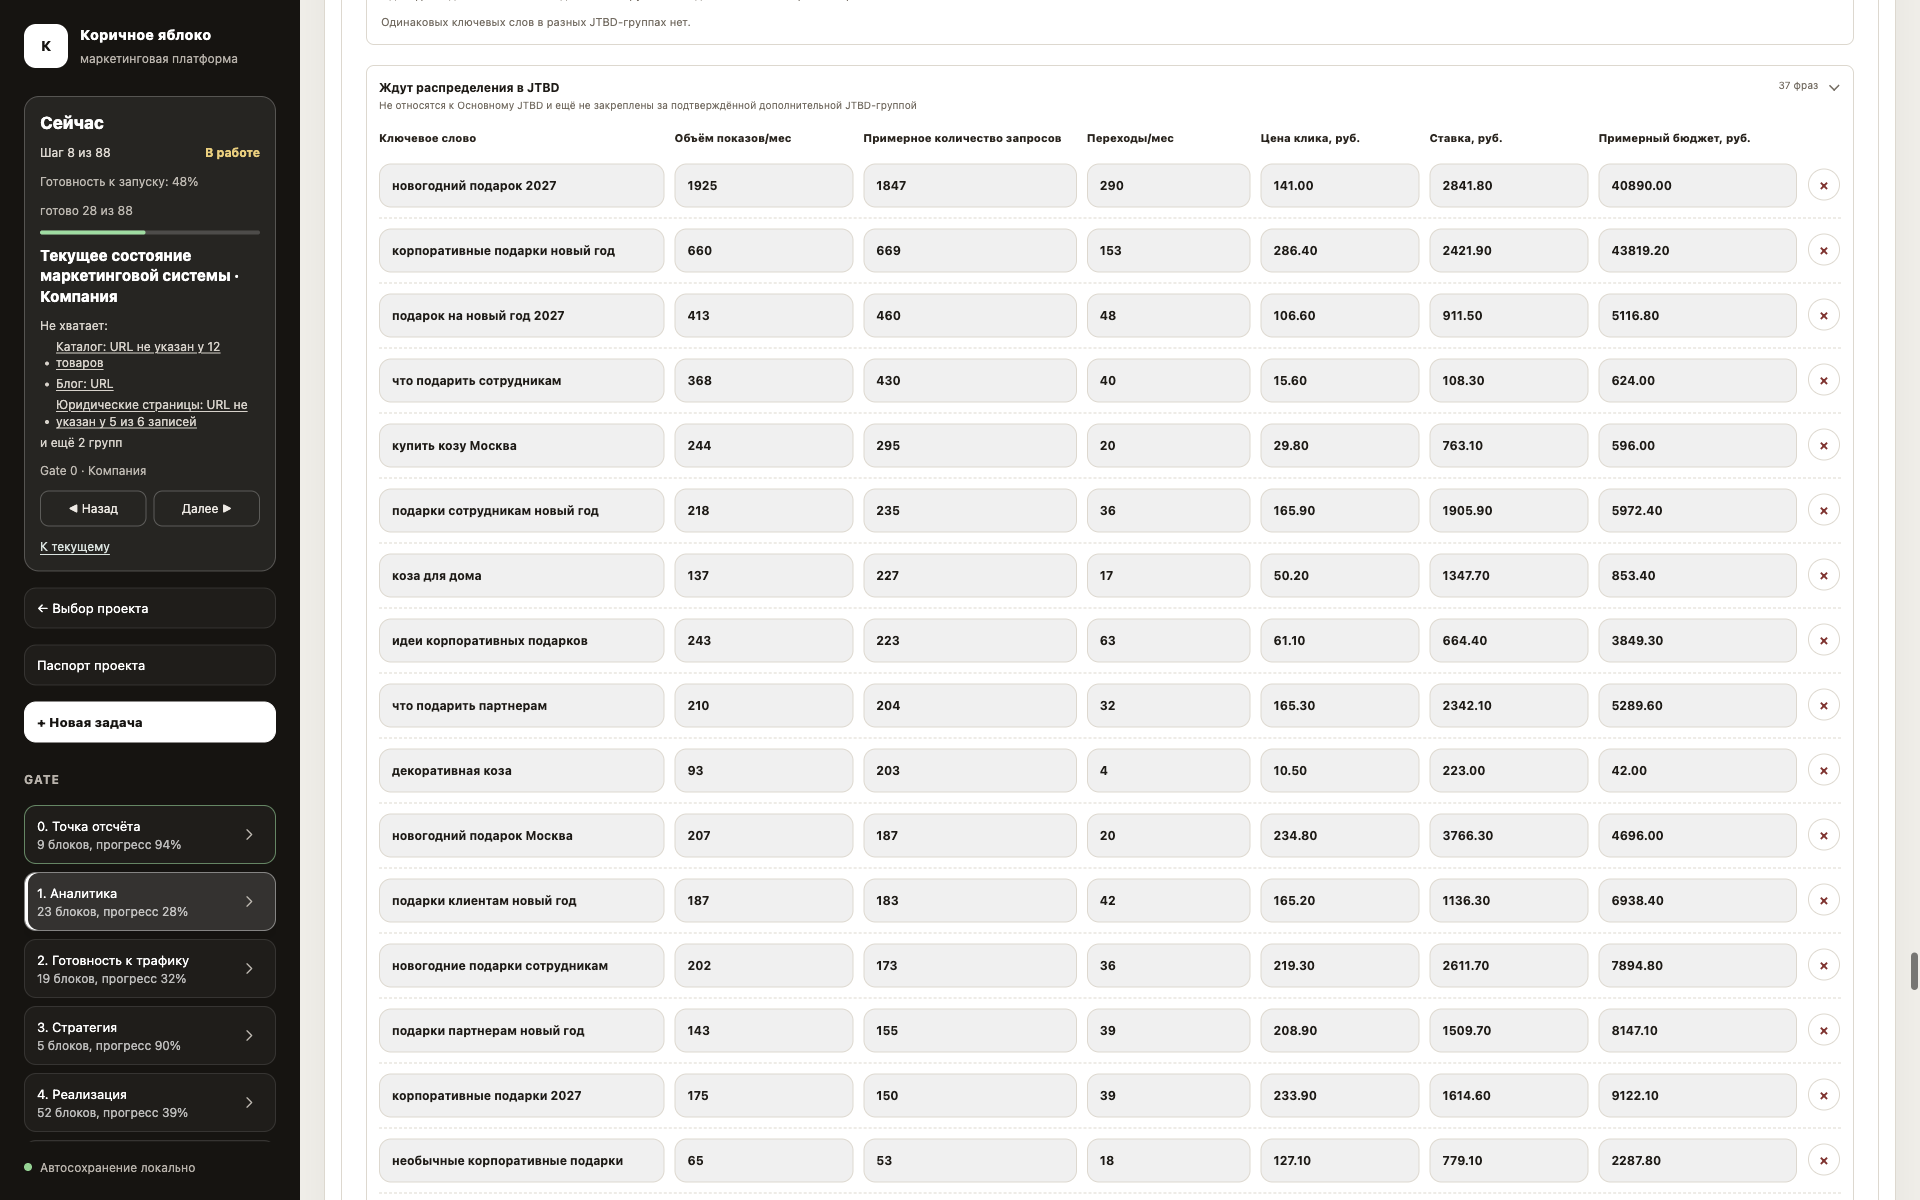 К
Коричное яблоко
маркетинговая платформа
Сейчас
Шаг 8 из 88
В работе
Готовность к запуску: 48%
готово 28 из 88
Текущее состояние
маркетинговой системы ·
Компания
Не хватает:
• Каталог: URL не указан у 12
товаров
• Блог: URL
• Юридические страницы: URL не
указан у 5 из 6 записей
и ещё 2 групп
Gate 0 · Компания
◀ Назад
Далее ▶
К текущему
← Выбор проекта
Паспорт проекта
+ Новая задача
GATE
0. Точка отсчёта
9 блоков, прогресс 94%
1. Аналитика
23 блоков, прогресс 28%
2. Готовность к трафику
19 блоков, прогресс 32%
3. Стратегия
5 блоков, прогресс 90%
4. Реализация
52 блоков, прогресс 39%
Автосохранение локально
Одинаковых ключевых слов в разных JTBD-группах нет.
Ждут распределения в JTBD
37 фраз
Не относятся к Основному JTBD и ещё не закреплены за подтверждённой дополнительной JTBD-группой
Ключевое слово Объём показов/мес Примерное количество запросов Переходы/мес Цена клика, руб. Ставка, руб. Примерный бюджет, руб.
новогодний подарок 2027 1925 1847 290 141.00 2841.80 40890.00 ×
корпоративные подарки новый год 660 669 153 286.40 2421.90 43819.20 ×
подарок на новый год 2027 413 460 48 106.60 911.50 5116.80 ×
что подарить сотрудникам 368 430 40 15.60 108.30 624.00 ×
купить козу Москва 244 295 20 29.80 763.10 596.00 ×
подарки сотрудникам новый год 218 235 36 165.90 1905.90 5972.40 ×
коза для дома 137 227 17 50.20 1347.70 853.40 ×
идеи корпоративных подарков 243 223 63 61.10 664.40 3849.30 ×
что подарить партнерам 210 204 32 165.30 2342.10 5289.60 ×
декоративная коза 93 203 4 10.50 223.00 42.00 ×
новогодний подарок Москва 207 187 20 234.80 3766.30 4696.00 ×
подарки клиентам новый год 187 183 42 165.20 1136.30 6938.40 ×
новогодние подарки сотрудникам 202 173 36 219.30 2611.70 7894.80 ×
подарки партнерам новый год 143 155 39 208.90 1509.70 8147.10 ×
корпоративные подарки 2027 175 150 39 233.90 1614.60 9122.10 ×
необычные корпоративные подарки 65 53 18 127.10 779.10 2287.80 ×